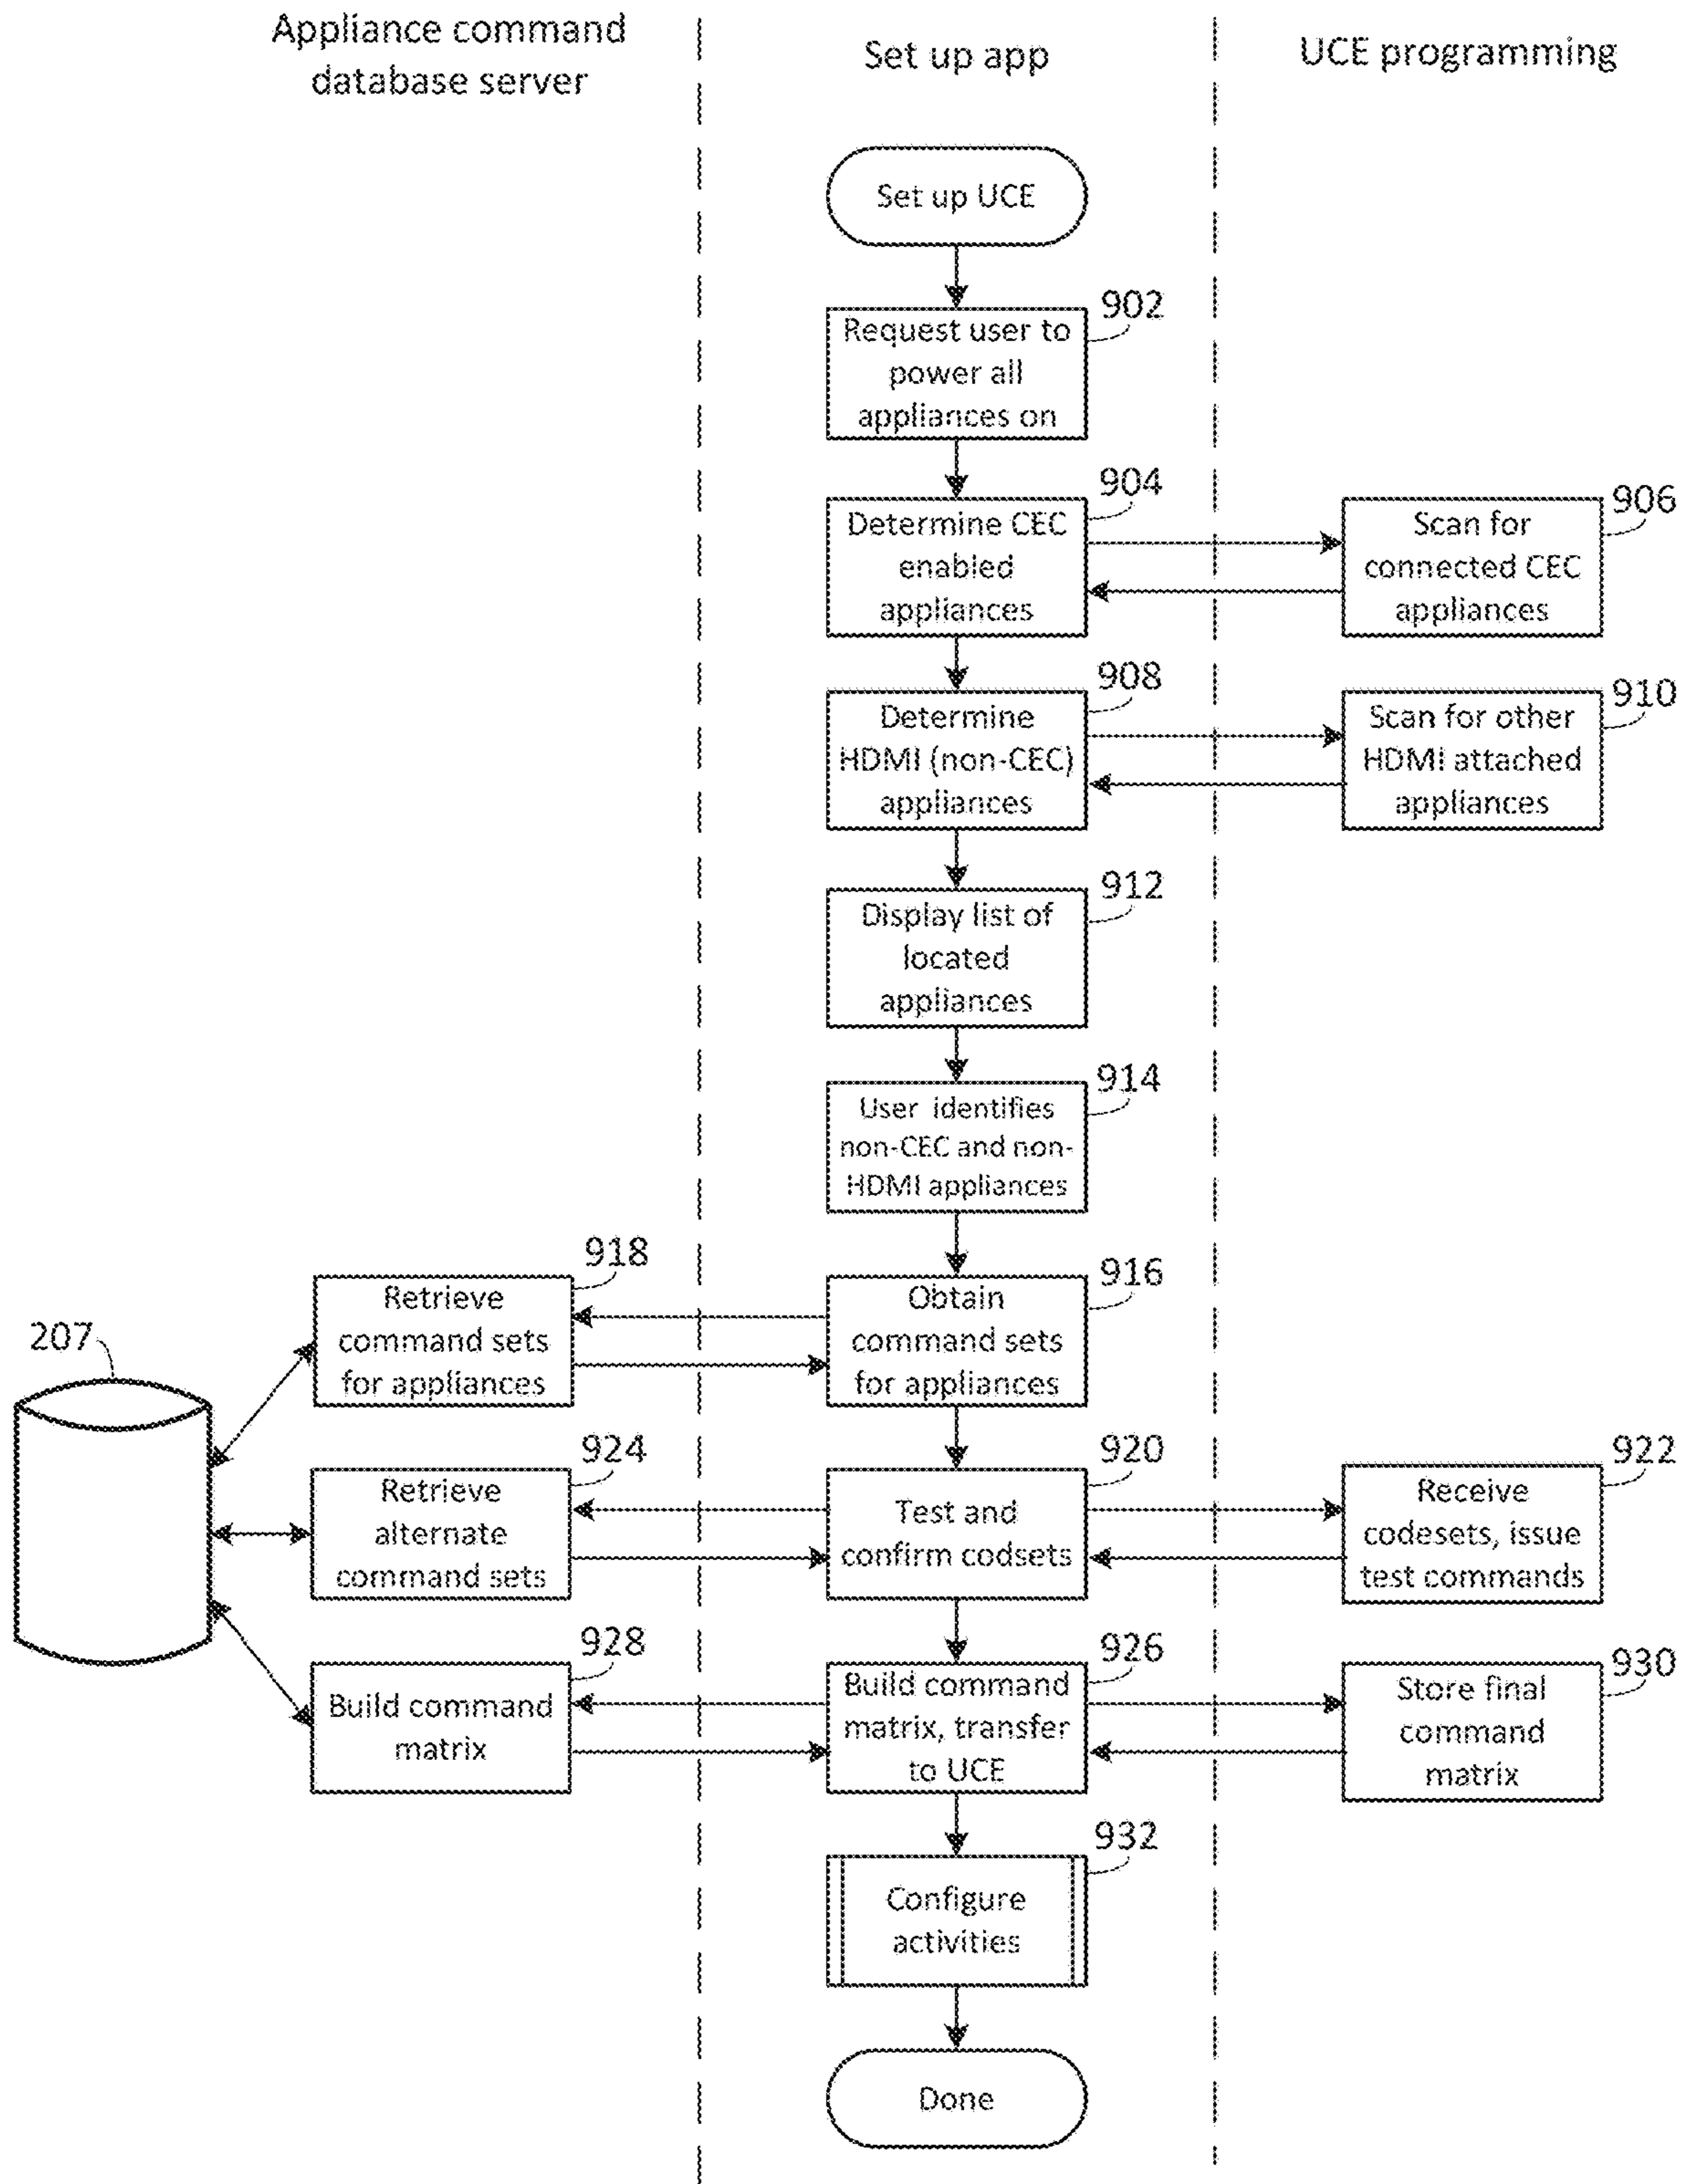 Appliance command
database server
Set up app
UCE programming
Set up UCE
902
Request user to
power all
appliances on
904
Determine CEC
enabled
appliances
906
Scan for
connected CEC
appliances
908
Determine
HDMI (non-CEC)
appliances
910
Scan for other
HDMI attached
appliances
912
Display list of
located
appliances
914
User identifies
non-CEC and non-
HDMI appliances
918
Retrieve
command sets
for appliances
916
Obtain
command sets
for appliances
207
924
Retrieve
alternate
command sets
920
Test and
confirm codsets
922
Receive
codesets, issue
test commands
928
Build command
matrix
926
Build command
matrix, transfer
to UCE
930
Store final
command
matrix
932
Configure
activities
Done